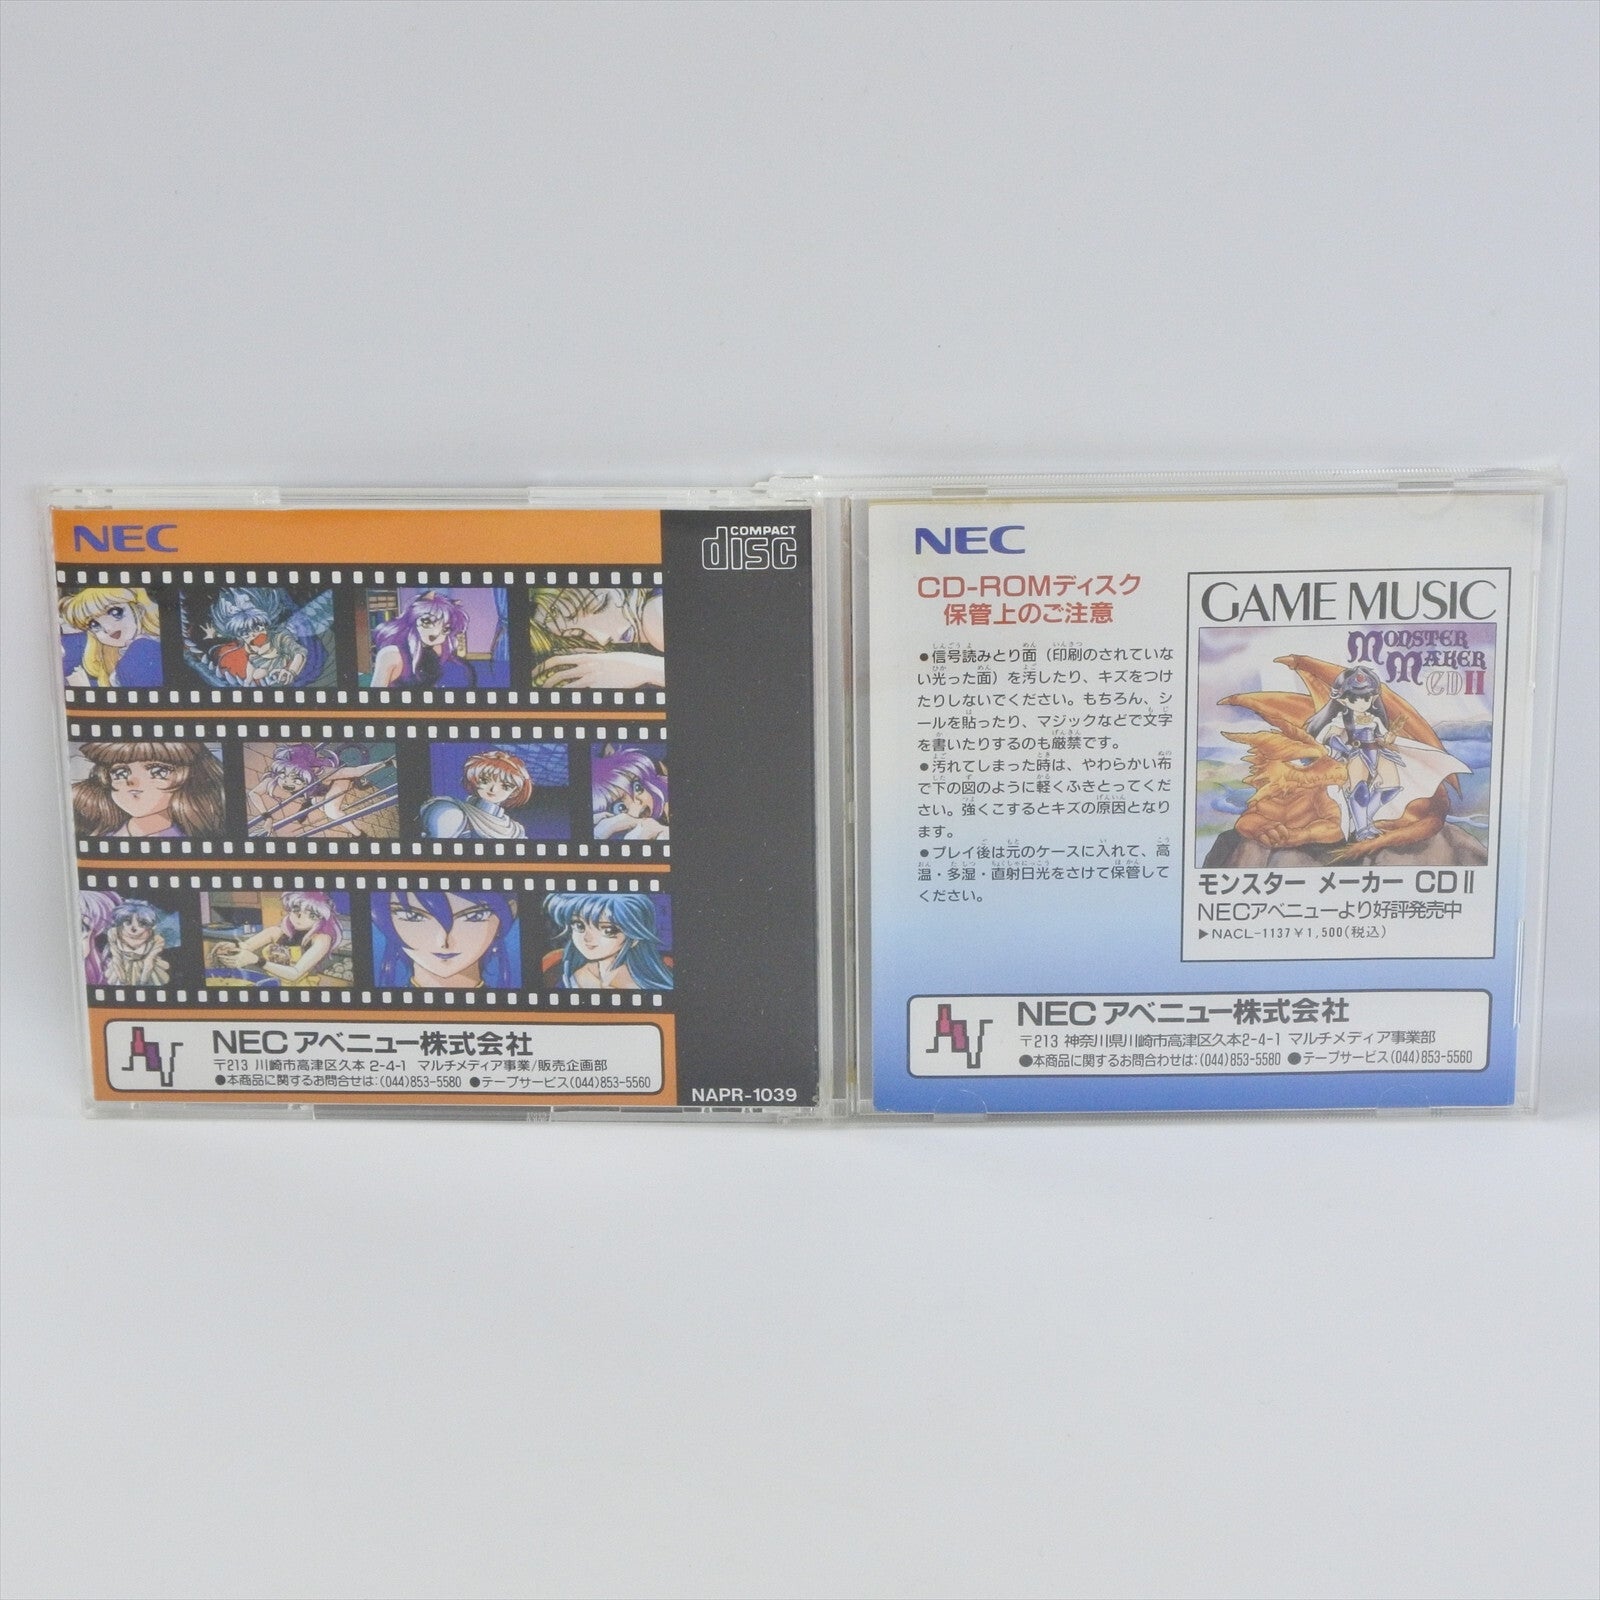 NEC
COMPACT
disc
NECアベニュー株式会社
〒213 川崎市高津区久本 2-4-1 マルチメディア事業/販売企画部
●本商品に関するお問合せは:(044)853-5580 ●テープサービス(044)853-5560
NAPR-1039
NEC
CD-ROMディスク
保管上のご注意
●信号読みとり面（印刷のされていな
い光った面）を汚したり、キズをつけ
たりしないでください。もちろん、シ
ールを貼ったり、マジックなどで文字
を書いたりするのも厳禁です。
●汚れてしまった時は、やわらかい布
で下の図のように軽くふきとってくだ
さい。強くこするとキズの原因となり
ます。
●プレイ後は元のケースに入れて、高
温・多湿・直射日光をさけて保管して
ください。
GAME MUSIC
MONSTER
MAKER
CD II
モンスター メーカー CD II
NECアベニューより好評発売中
▶NACL-1137￥1,500(税込)
NECアベニュー株式会社
〒213 神奈川県川崎市高津区久本2-4-1 マルチメディア事業部
●本商品に関するお問合わせは:(044)853-5580 ●テープサービス(044)853-5560